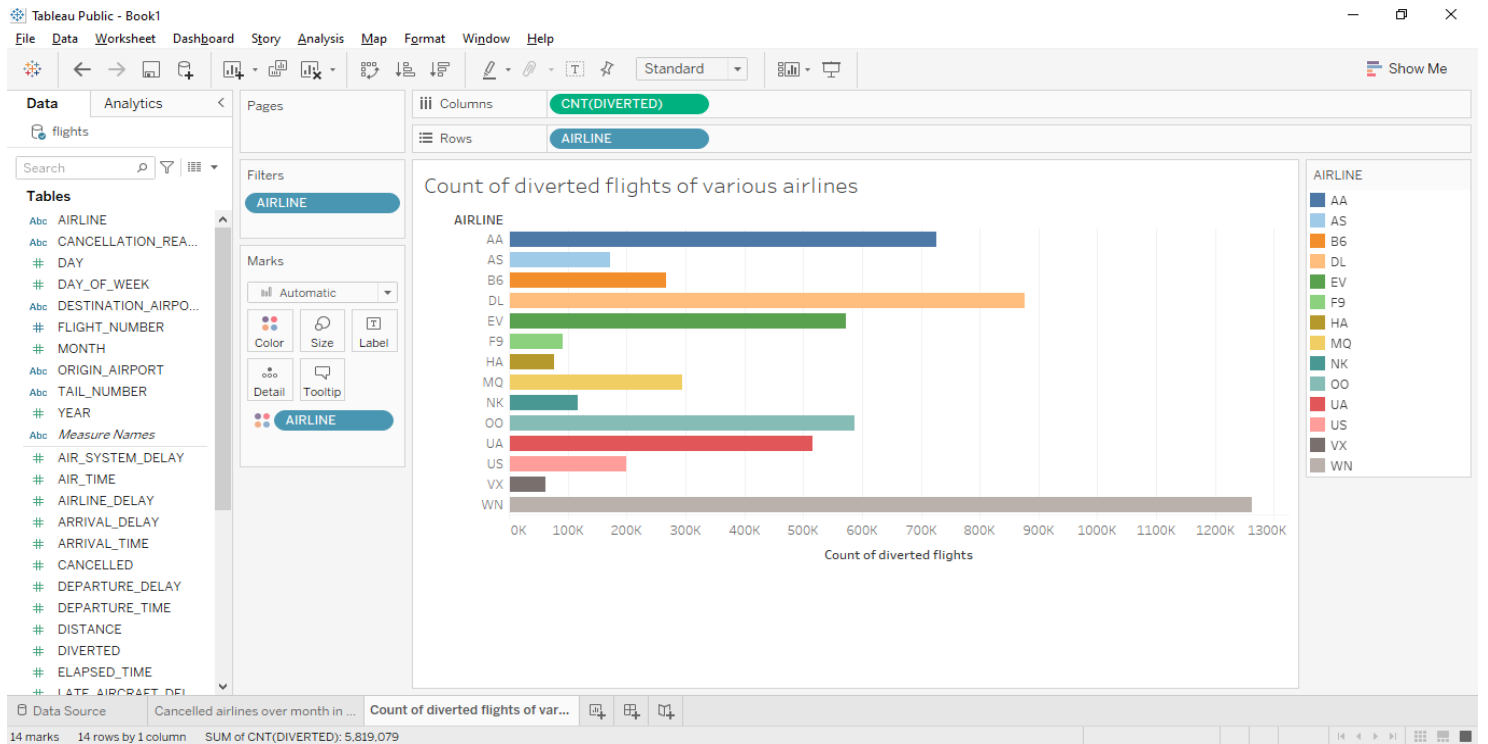 Tableau Public - Book1
File Data Worksheet Dashboard Story Analysis Map Format Window Help
Standard
Show Me
Data Analytics
flights
Search
Tables
Abc AIRLINE
Abc CANCELLATION_REA...
# DAY
# DAY_OF_WEEK
Abc DESTINATION_AIRPO...
# FLIGHT_NUMBER
# MONTH
Abc ORIGIN_AIRPORT
Abc TAIL_NUMBER
# YEAR
Abc Measure Names
# AIR_SYSTEM_DELAY
# AIR_TIME
# AIRLINE_DELAY
# ARRIVAL_DELAY
# ARRIVAL_TIME
# CANCELLED
# DEPARTURE_DELAY
# DEPARTURE_TIME
# DISTANCE
# DIVERTED
# ELAPSED_TIME
# LATE_AIRCRAFT_DEL
Pages
Filters
AIRLINE
Marks
Automatic
Color Size Label
Detail Tooltip
AIRLINE
Columns CNT(DIVERTED)
Rows AIRLINE
Count of diverted flights of various airlines
AIRLINE
AA
AS
B6
DL
EV
F9
HA
MQ
NK
OO
UA
US
VX
WN
0K 100K 200K 300K 400K 500K 600K 700K 800K 900K 1000K 1100K 1200K 1300K
Count of diverted flights
AIRLINE
AA
AS
B6
DL
EV
F9
HA
MQ
NK
OO
UA
US
VX
WN
Data Source Cancelled airlines over month in ... Count of diverted flights of var...
14 marks 14 rows by 1 column SUM of CNT(DIVERTED): 5,819,079